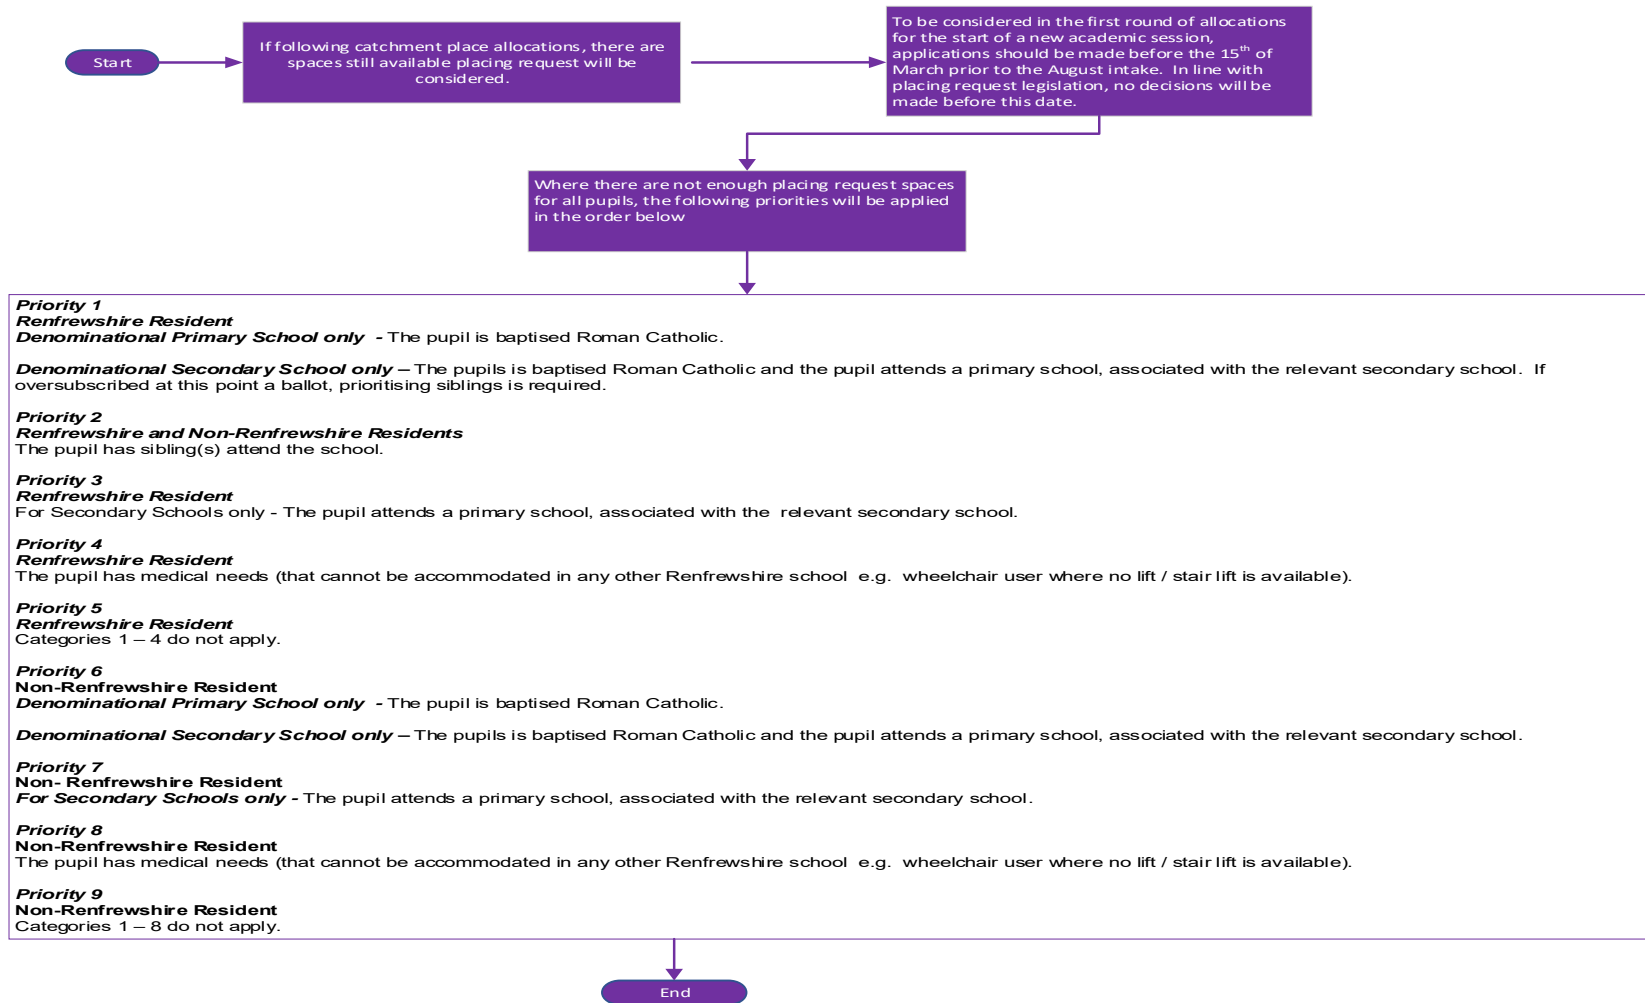 Start
If following catchment place allocations, there are
spaces still available placing request will be
considered.
To be considered in the first round of allocations
for the start of a new academic session,
applications should be made before the 15th of
March prior to the August intake. In line with
placing request legislation, no decisions will be
made before this date.
Where there are not enough placing request spaces
for all pupils, the following priorities will be applied
in the order below
Priority 1
Renfrewshire Resident
Denominational Primary School only - The pupil is baptised Roman Catholic.
Denominational Secondary School only – The pupils is baptised Roman Catholic and the pupil attends a primary school, associated with the relevant secondary school. If
oversubscribed at this point a ballot, prioritising siblings is required.
Priority 2
Renfrewshire and Non-Renfrewshire Residents
The pupil has sibling(s) attend the school.
Priority 3
Renfrewshire Resident
For Secondary Schools only - The pupil attends a primary school, associated with the relevant secondary school.
Priority 4
Renfrewshire Resident
The pupil has medical needs (that cannot be accommodated in any other Renfrewshire school e.g. wheelchair user where no lift / stair lift is available).
Priority 5
Renfrewshire Resident
Categories 1 – 4 do not apply.
Priority 6
Non-Renfrewshire Resident
Denominational Primary School only - The pupil is baptised Roman Catholic.
Denominational Secondary School only – The pupils is baptised Roman Catholic and the pupil attends a primary school, associated with the relevant secondary school.
Priority 7
Non- Renfrewshire Resident
For Secondary Schools only - The pupil attends a primary school, associated with the relevant secondary school.
Priority 8
Non-Renfrewshire Resident
The pupil has medical needs (that cannot be accommodated in any other Renfrewshire school e.g. wheelchair user where no lift / stair lift is available).
Priority 9
Non-Renfrewshire Resident
Categories 1 – 8 do not apply.
End